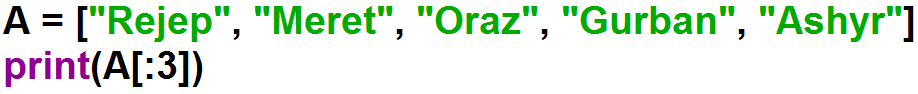 A = ["Rejep", "Meret", "Oraz", "Gurban", "Ashyr"]
print(A[:3])